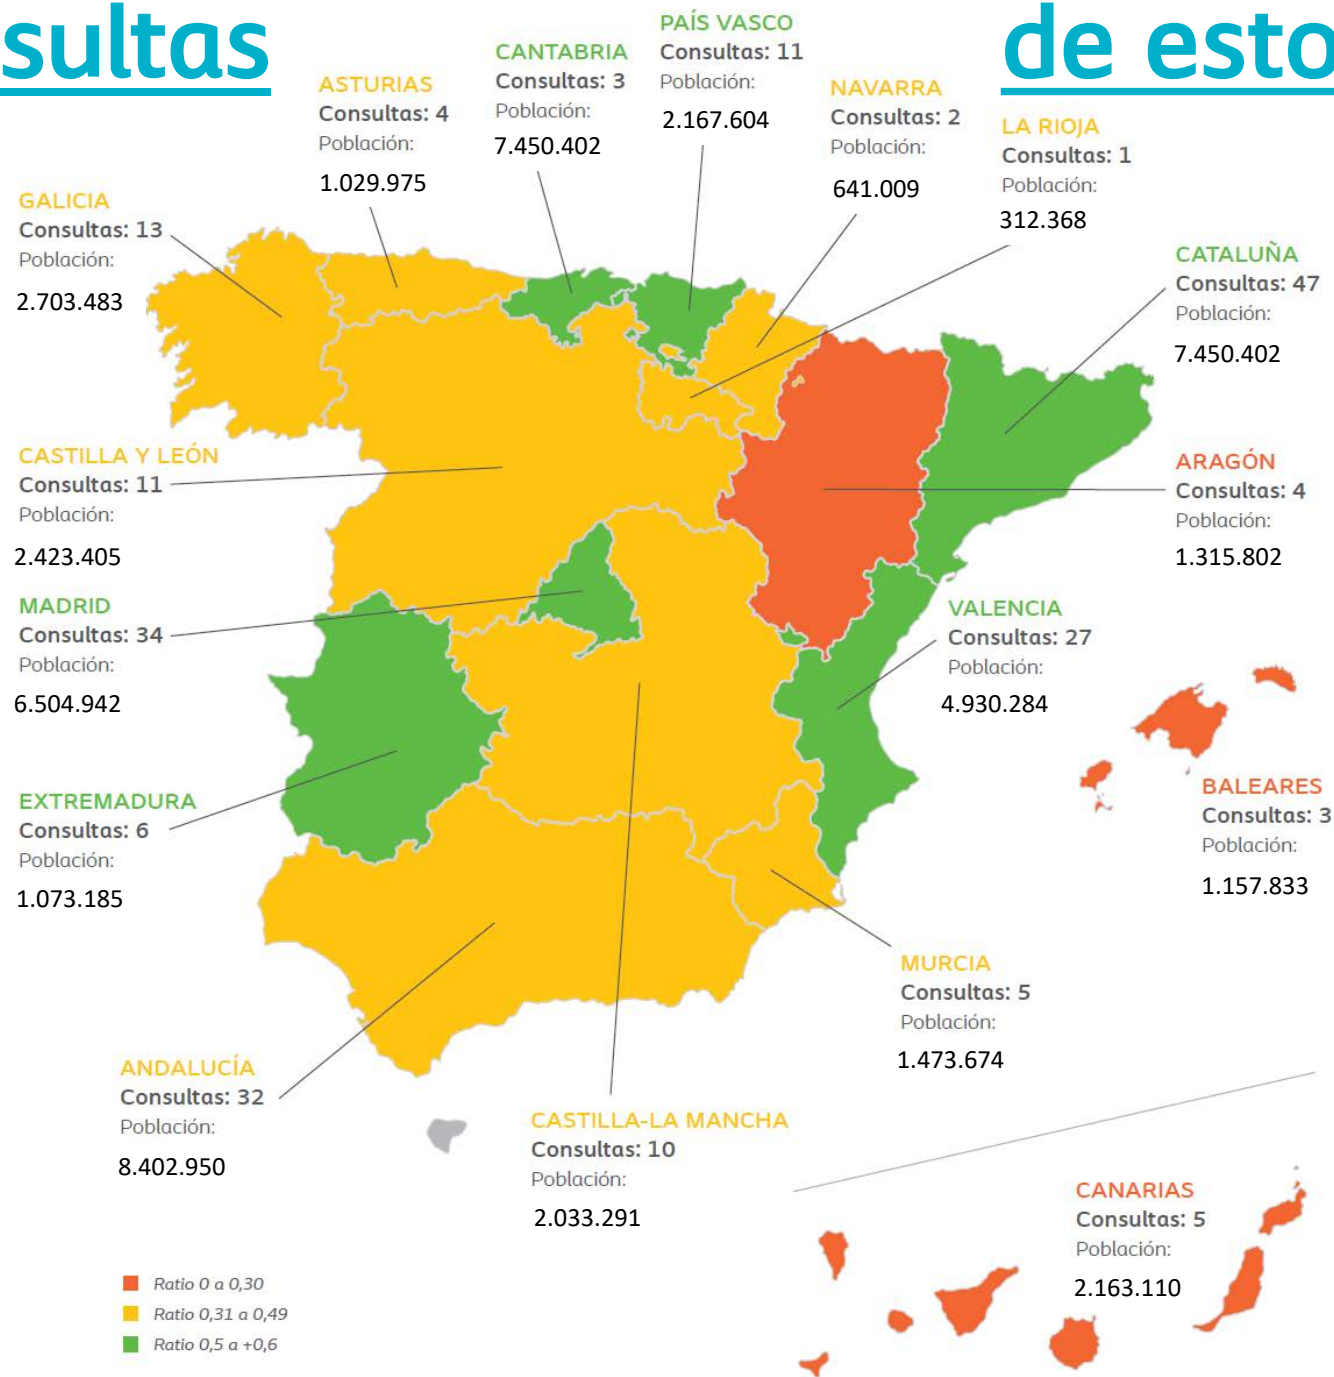 sultas
de esto
PAÍS VASCO
Consultas: 11
Población:
2.167.604
CANTABRIA
Consultas: 3
Población:
7.450.402
ASTURIAS
Consultas: 4
Población:
1.029.975
NAVARRA
Consultas: 2
Población:
641.009
LA RIOJA
Consultas: 1
Población:
312.368
GALICIA
Consultas: 13
Población:
2.703.483
CATALUÑA
Consultas: 47
Población:
7.450.402
CASTILLA Y LEÓN
Consultas: 11
Población:
2.423.405
ARAGÓN
Consultas: 4
Población:
1.315.802
MADRID
Consultas: 34
Población:
6.504.942
VALENCIA
Consultas: 27
Población:
4.930.284
EXTREMADURA
Consultas: 6
Población:
1.073.185
BALEARES
Consultas: 3
Población:
1.157.833
MURCIA
Consultas: 5
Población:
1.473.674
ANDALUCÍA
Consultas: 32
Población:
8.402.950
CASTILLA-LA MANCHA
Consultas: 10
Población:
2.033.291
CANARIAS
Consultas: 5
Población:
2.163.110
Ratio 0 a 0,30
Ratio 0,31 a 0,49
Ratio 0,5 a +0,6